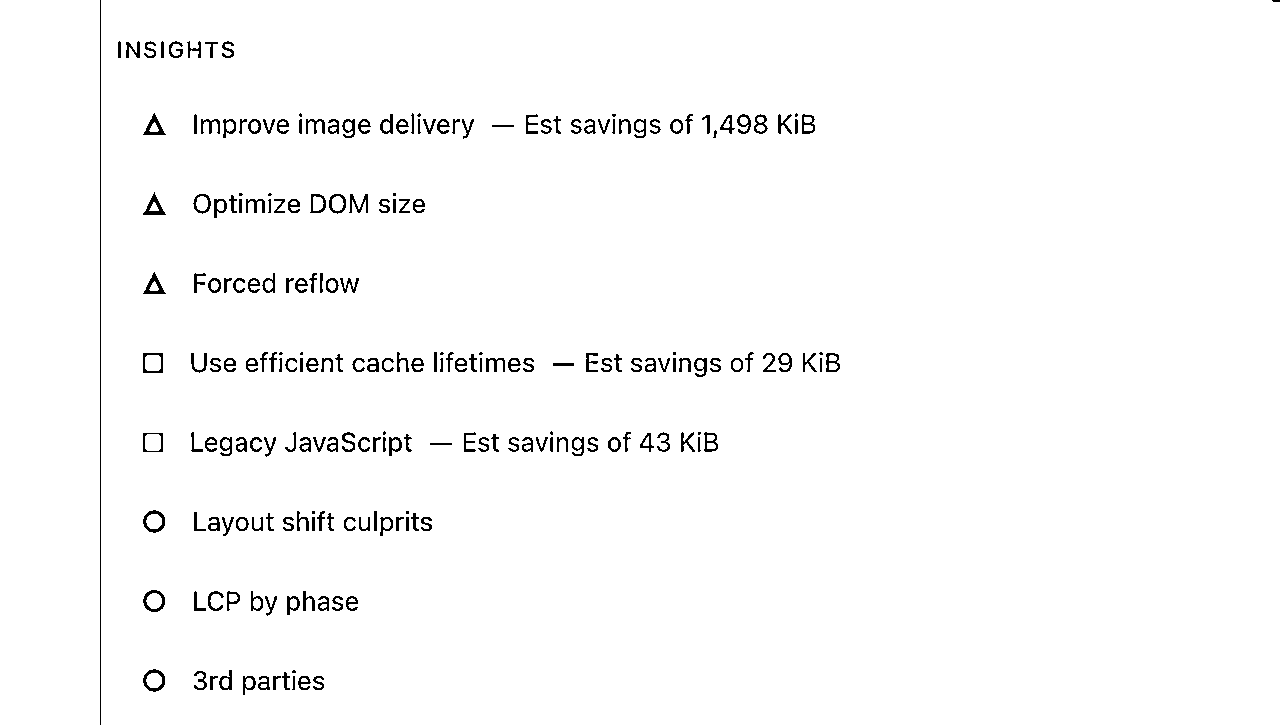 INSIGHTS
Improve image delivery — Est savings of 1,498 KiB
Optimize DOM size
Forced reflow
Use efficient cache lifetimes — Est savings of 29 KiB
Legacy JavaScript — Est savings of 43 KiB
Layout shift culprits
LCP by phase
3rd parties